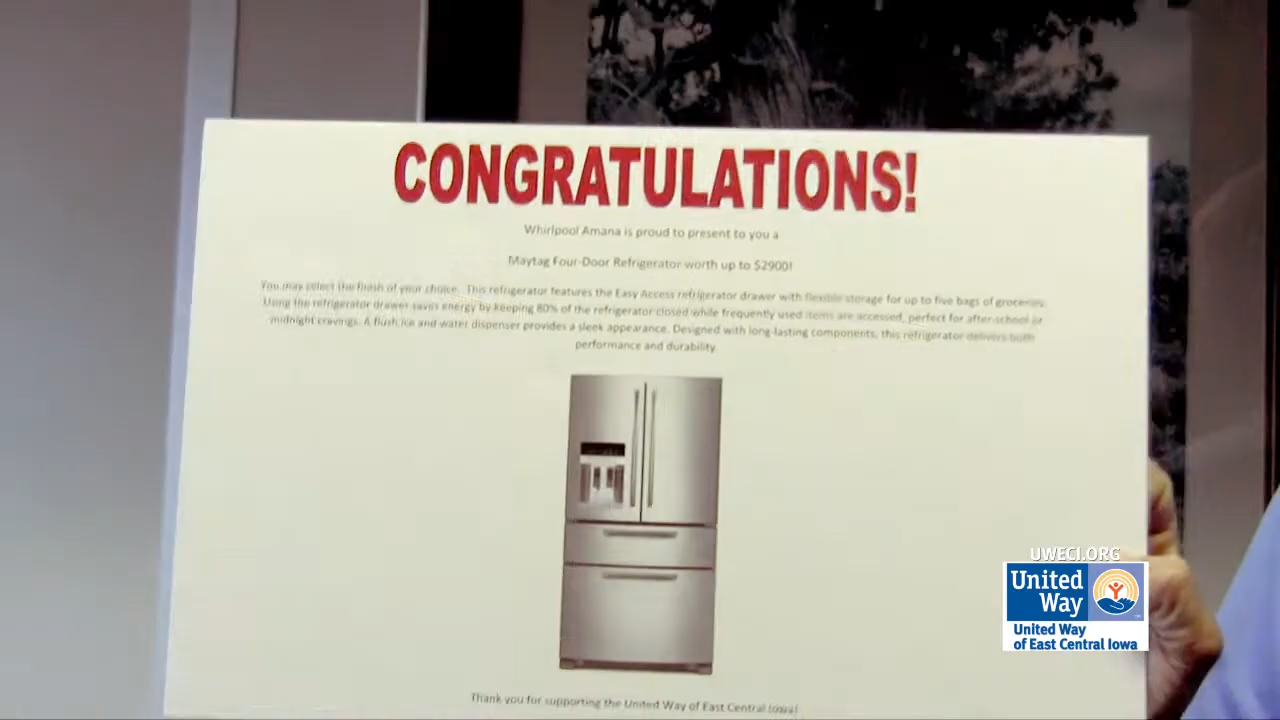 CONGRATULATIONS!
Whirlpool Amana is proud to present to you a
Maytag Four-Door Refrigerator worth up to $2900!
You may select the finish of your choice. This refrigerator features the Easy Access refrigerator drawer with flexible storage for up to five bags of groceries.
Using the refrigerator drawer saves energy by keeping 80% of the refrigerator closed while frequently used items are accessed, perfect for after-school or
midnight cravings. A flush ice and water dispenser provides a sleek appearance. Designed with long-lasting components, this refrigerator delivers both
performance and durability.
Thank you for supporting the United Way of East Central Iowa!
UWECI.ORG
United
Way
United Way
of East Central Iowa